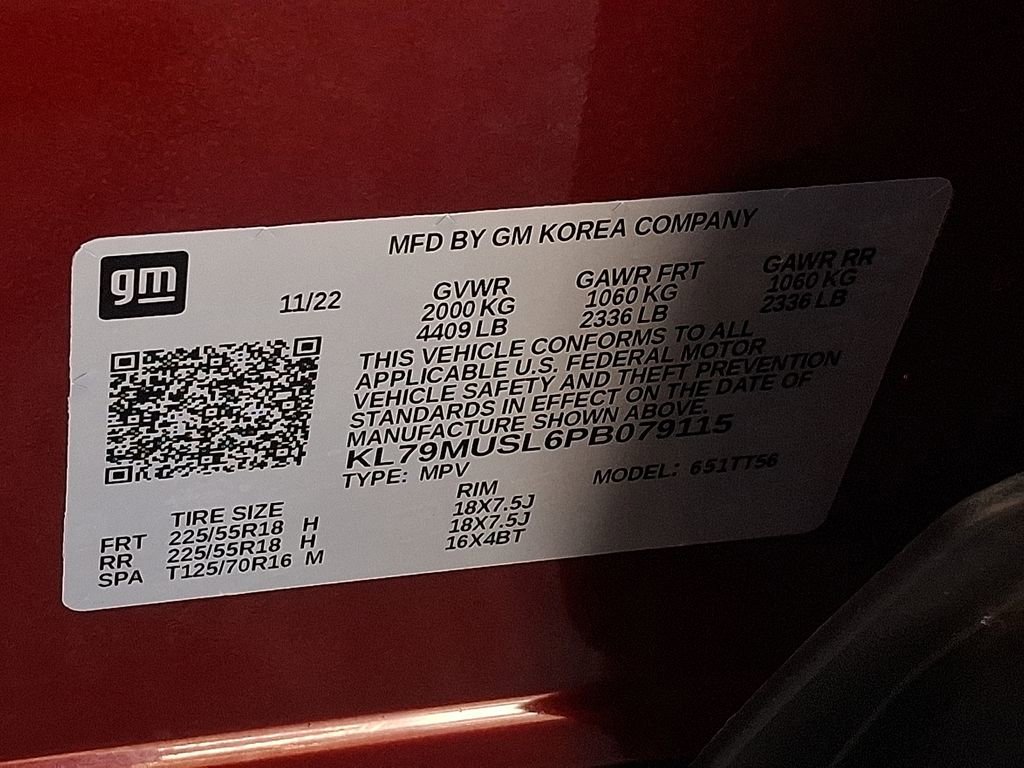 MFD BY GM KOREA COMPANY
gm
11/22
GVWR
2000 KG
4409 LB
GAWR FRT
1060 KG
2336 LB
GAWR RR
1060 KG
2336 LB
THIS VEHICLE CONFORMS TO ALL
APPLICABLE U.S. FEDERAL MOTOR
VEHICLE SAFETY AND THEFT PREVENTION
STANDARDS IN EFFECT ON THE DATE OF
MANUFACTURE SHOWN ABOVE.
KL79MUSL6PB079115
TYPE: MPV MODEL: 651TT56
TIRE SIZE RIM
FRT 225/55R18 H 18X7.5J
RR 225/55R18 H 18X7.5J
SPA T125/70R16 M 16X4BT